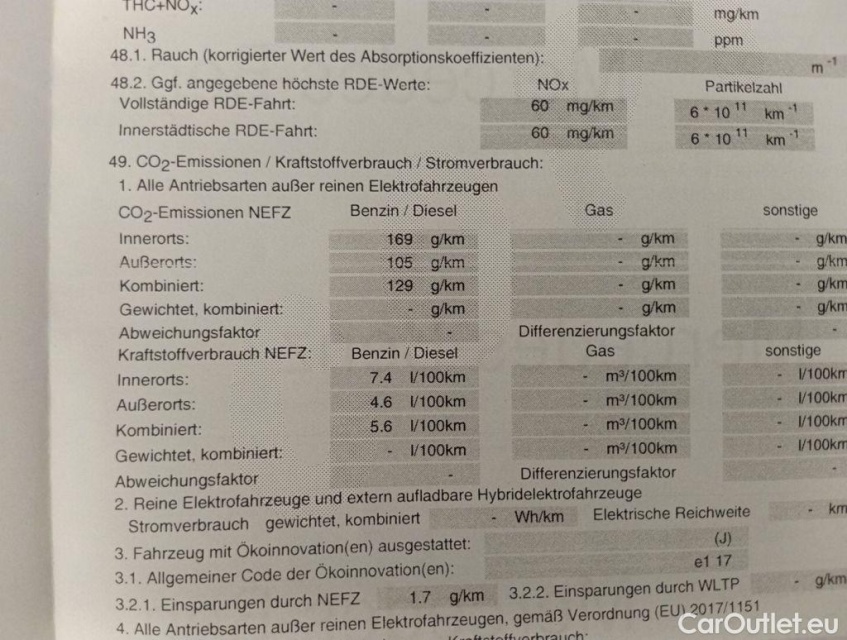 THC+NOx: - - - mg/km
NH3 - - - ppm
48.1. Rauch (korrigierter Wert des Absorptionskoeffizienten): m -1
48.2. Ggf. angegebene höchste RDE-Werte: NOx Partikelzahl
Vollständige RDE-Fahrt: 60 mg/km 6 * 10 11 km -1
Innerstädtische RDE-Fahrt: 60 mg/km 6 * 10 11 km -1
49. CO2-Emissionen / Kraftstoffverbrauch / Stromverbrauch:
1. Alle Antriebsarten außer reinen Elektrofahrzeugen
CO2-Emissionen NEFZ Benzin / Diesel Gas sonstige
Innerorts: 169 g/km - g/km - g/km
Außerorts: 105 g/km - g/km - g/km
Kombiniert: 129 g/km - g/km - g/km
Gewichtet, kombiniert: - g/km - g/km - g/km
Abweichungsfaktor - Differenzierungsfaktor -
Kraftstoffverbrauch NEFZ: Benzin / Diesel Gas sonstige
Innerorts: 7.4 l/100km - m³/100km - l/100km
Außerorts: 4.6 l/100km - m³/100km - l/100km
Kombiniert: 5.6 l/100km - m³/100km - l/100km
Gewichtet, kombiniert: - l/100km - m³/100km - l/100km
Abweichungsfaktor - Differenzierungsfaktor -
2. Reine Elektrofahrzeuge und extern aufladbare Hybridelektrofahrzeuge
Stromverbrauch gewichtet, kombiniert - Wh/km Elektrische Reichweite - km
3. Fahrzeug mit Ökoinnovation(en) ausgestattet: (J)
3.1. Allgemeiner Code der Ökoinnovation(en): e1 17
3.2.1. Einsparungen durch NEFZ 1.7 g/km 3.2.2. Einsparungen durch WLTP - g/km
4. Alle Antriebsarten außer reinen Elektrofahrzeugen, gemäß Verordnung (EU) 2017/1151
Kraftstoffverbrauch:
CarOutlet.eu